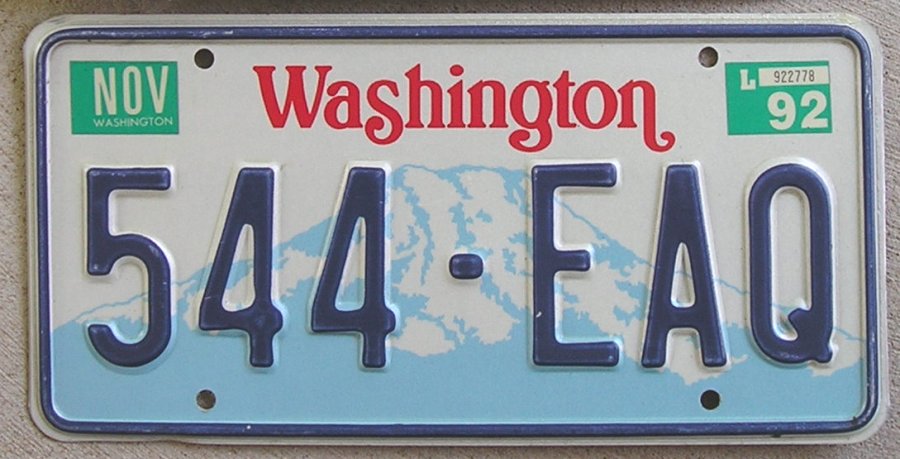 NOV
WASHINGTON
Washington
L 922778
92
544-EAQ